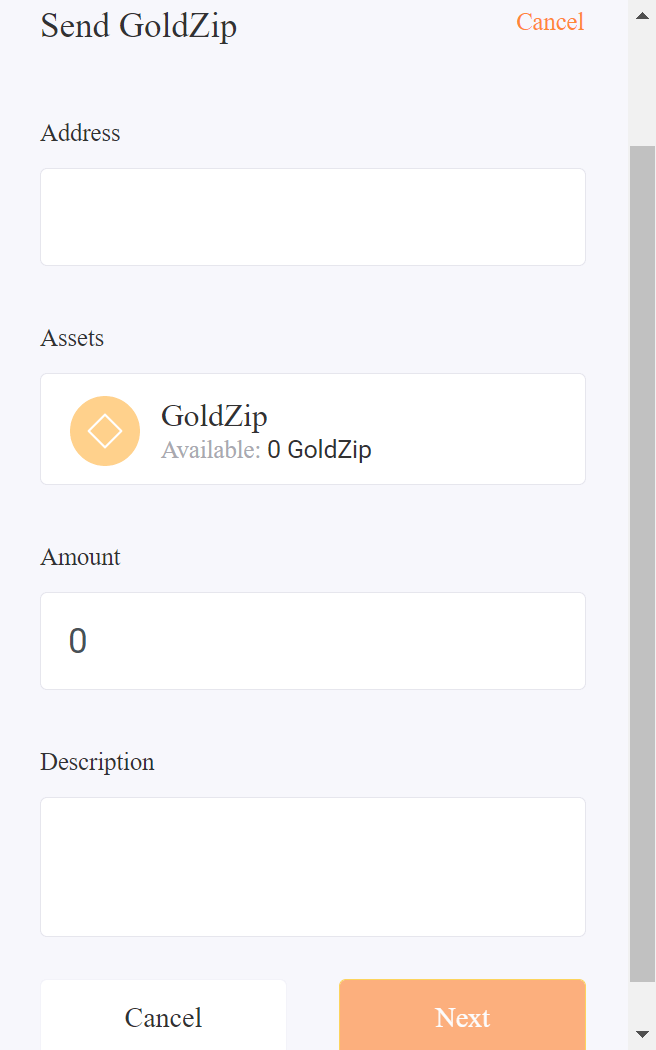 Send GoldZip
Cancel
Address
Assets
GoldZip
Available: 0 GoldZip
Amount
0
Description
Cancel
Next